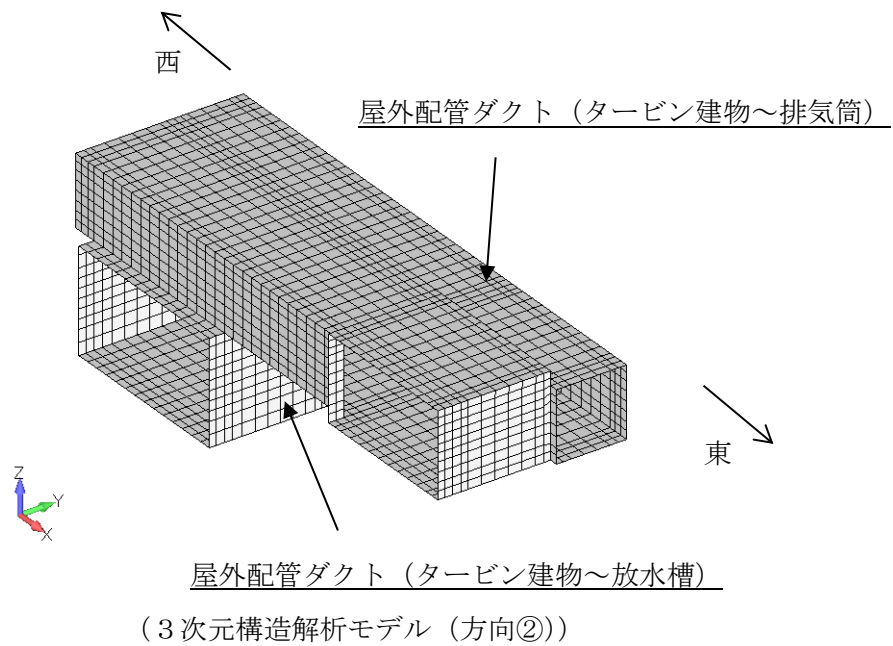 西
屋外配管ダクト（タービン建物～排気筒）
東
Z
Y
X
屋外配管ダクト（タービン建物～放水槽）
（３次元構造解析モデル（方向②））